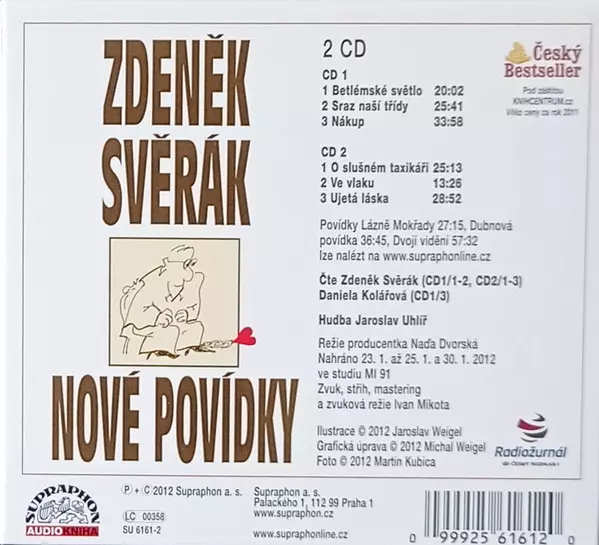 ZDENĚK
SVĚRÁK
NOVÉ POVÍDKY
2 CD
CD 1
1 Betlémské světlo 20:02
2 Sraz naší třídy 25:41
3 Nákup 33:58
CD 2
1 O slušném taxikáři 25:13
2 Ve vlaku 13:26
3 Ujetá láska 28:52
Povídky Lázně Mokřady 27:15, Dubnová
povídka 36:45, Dvojí vidění 57:32
lze nalézt na www.supraphonline.cz
Čte Zdeněk Svěrák (CD1/1-2, CD2/1-3)
Daniela Kolářová (CD1/3)
Hudba Jaroslav Uhlíř
Režie producentka Naďa Dvorská
Nahráno 23. 1. až 25. 1. a 30. 1. 2012
ve studiu MI 91
Zvuk, střih, mastering
a zvuková režie Ivan Mikota
Ilustrace © 2012 Jaroslav Weigel
Grafická úprava © 2012 Michal Weigel
Foto © 2012 Martin Kubica
Český
Bestseller
Pod záštitou
KNIHCENTRUM.cz
Vítěz ceny za rok 2011
Radiožurnál
SUPRAPHON
AUDIOKNIHA
P + C 2012 Supraphon a. s.
LC 00358
SU 6161-2
Supraphon a. s.
Palackého 1, 112 99 Praha 1
www.supraphon.cz
www.supraphonline.cz
0 99925 61612 0